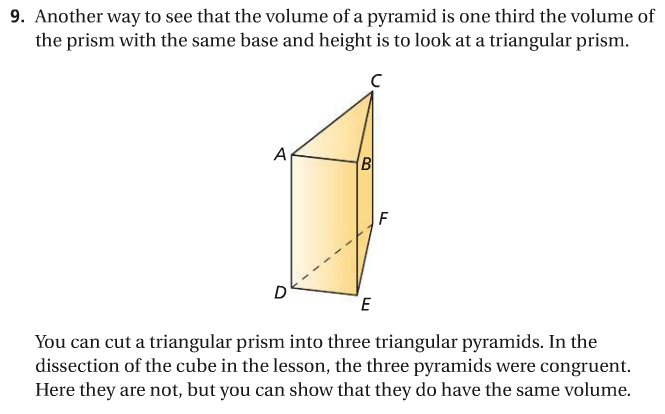 9. Another way to see that the volume of a pyramid is one third the volume of
the prism with the same base and height is to look at a triangular prism.
C
A
B
F
D
E
You can cut a triangular prism into three triangular pyramids. In the
dissection of the cube in the lesson, the three pyramids were congruent.
Here they are not, but you can show that they do have the same volume.